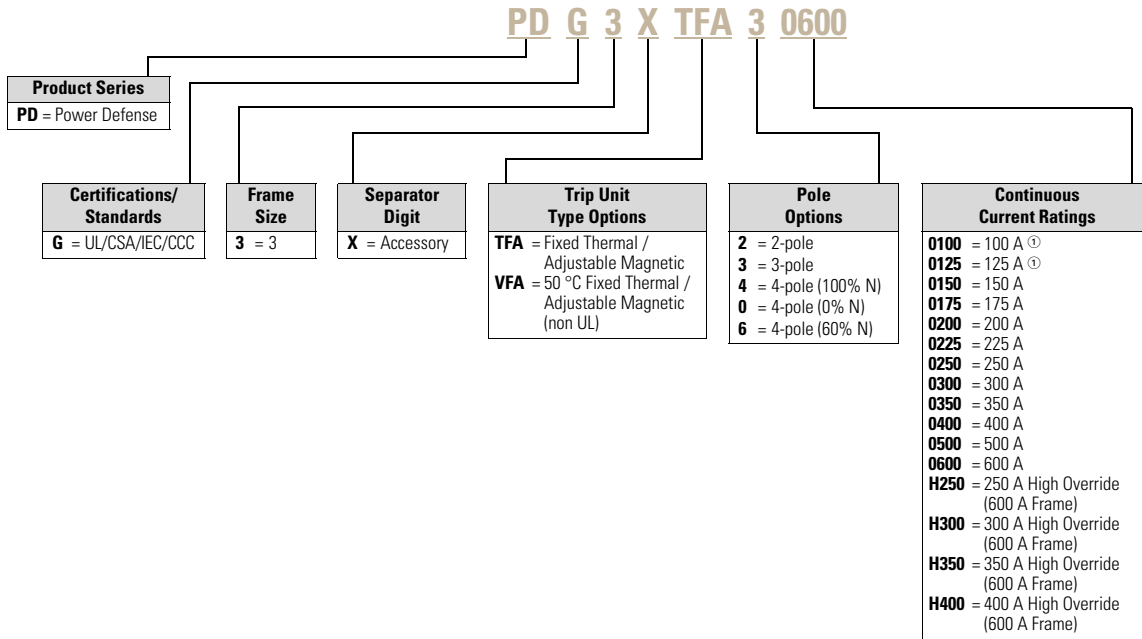 PD G 3 X TFA 3 0600
Product Series
PD = Power Defense
Certifications/
Standards
G = UL/CSA/IEC/CCC
Frame
Size
3 = 3
Separator
Digit
X = Accessory
Trip Unit
Type Options
TFA = Fixed Thermal /
Adjustable Magnetic
VFA = 50 °C Fixed Thermal /
Adjustable Magnetic
(non UL)
Pole
Options
2 = 2-pole
3 = 3-pole
4 = 4-pole (100% N)
0 = 4-pole (0% N)
6 = 4-pole (60% N)
Continuous
Current Ratings
0100 = 100 A ①
0125 = 125 A ①
0150 = 150 A
0175 = 175 A
0200 = 200 A
0225 = 225 A
0250 = 250 A
0300 = 300 A
0350 = 350 A
0400 = 400 A
0500 = 500 A
0600 = 600 A
H250 = 250 A High Override
(600 A Frame)
H300 = 300 A High Override
(600 A Frame)
H350 = 350 A High Override
(600 A Frame)
H400 = 400 A High Override
(600 A Frame)